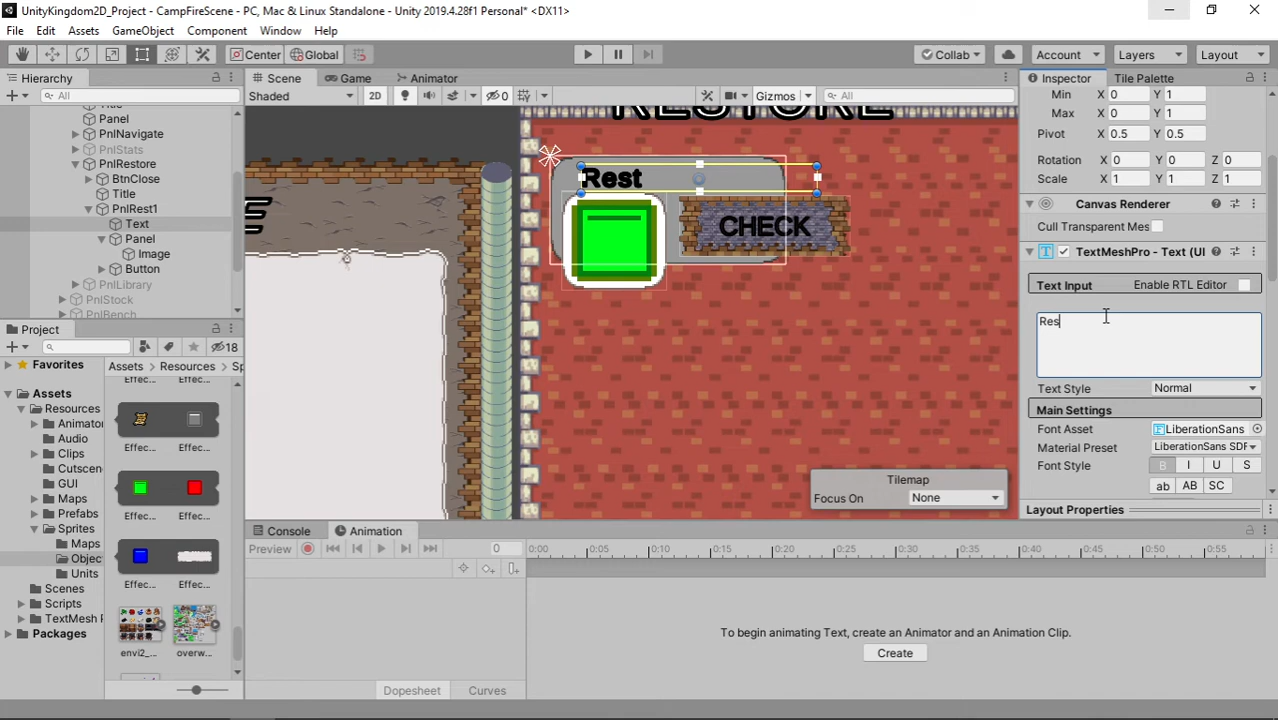 UnityKingdom2D_Project - CampFireScene - PC, Mac & Linux Standalone - Unity 2019.4.28f1 Personal* <DX11>
File Edit Assets GameObject Component Window Help
Center Global Collab Account Layers Layout
Hierarchy Scene Game Animator Inspector Tile Palette
All Shaded 2D 0 Gizmos All
Min X 0 Y 1
Max X 0 Y 1
Pivot X 0.5 Y 0.5
Rotation X 0 Y 0 Z 0
Scale X 1 Y 1 Z 1
Title
Panel
PnlNavigate
PnlStats
PnlRestore
BtnClose
Title
PnlRest1
Text
Panel
Image
Button
PnlLibrary
PnlStock
PnlBench
RESTORE
Rest
CHECK
Canvas Renderer
Cull Transparent Mes
TextMeshPro - Text (UI
Text Input Enable RTL Editor
Res
Text Style Normal
Main Settings
Font Asset LiberationSans
Material Preset LiberationSans SDF
Font Style B I U S
ab AB SC
Layout Properties
Tilemap
Focus On None
Project
18
Favorites
Assets
Resources
Animator
Audio
Clips
Cutscen
GUI
Maps
Prefabs
Sprites
Maps
Objec
Units
Scenes
Scripts
TextMesh P
Packages
Assets Resources Sp
Effec... Effec...
Effec... Effec...
Effec... Effec...
Effec... Effec...
envi2_... overw...
Console Animation
Preview 0 0:00 0:05 0:10 0:15 0:20 0:25 0:30 0:35 0:40 0:45 0:50 0:55
To begin animating Text, create an Animator and an Animation Clip.
Create
Dopesheet Curves